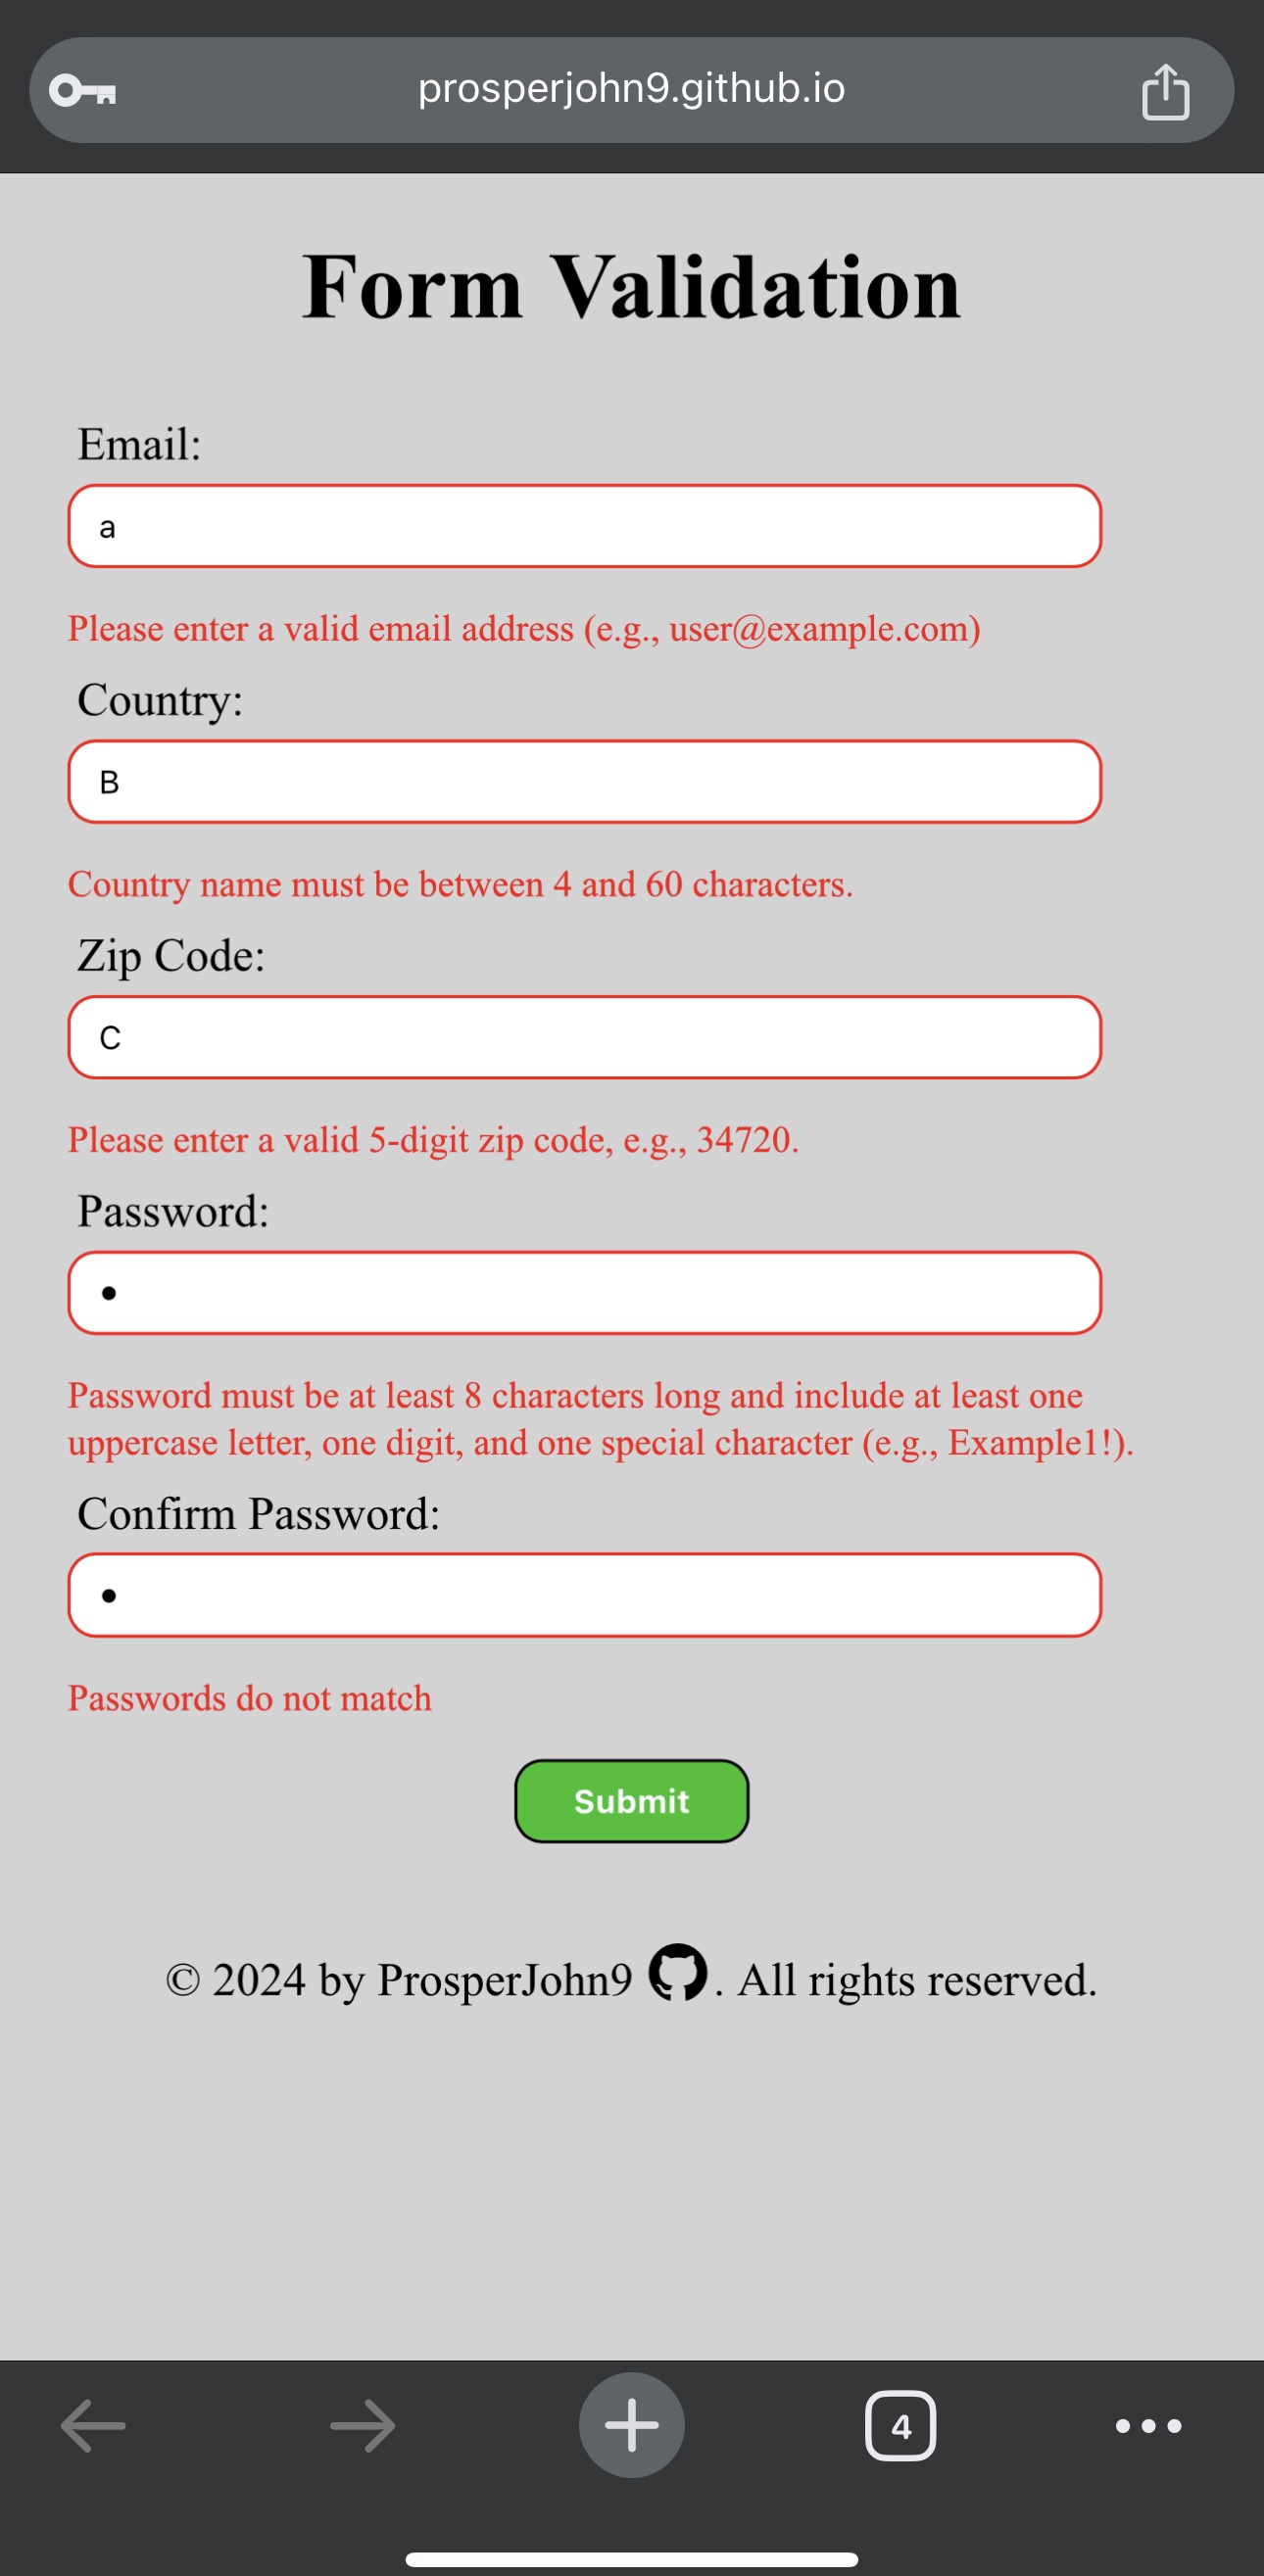 prosperjohn9.github.io
Form Validation
Email:
a
Please enter a valid email address (e.g., user@example.com)
Country:
B
Country name must be between 4 and 60 characters.
Zip Code:
C
Please enter a valid 5-digit zip code, e.g., 34720.
Password:
•
Password must be at least 8 characters long and include at least one
uppercase letter, one digit, and one special character (e.g., Example1!).
Confirm Password:
•
Passwords do not match
Submit
© 2024 by ProsperJohn9 . All rights reserved.
4